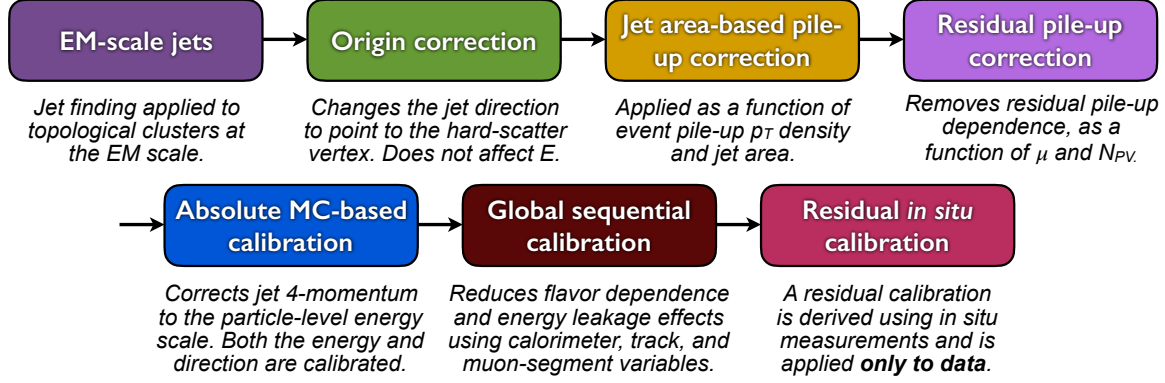 EM-scale jets
Jet finding applied to
topological clusters at
the EM scale.
Origin correction
Changes the jet direction
to point to the hard-scatter
vertex. Does not affect E.
Jet area-based pile-
up correction
Applied as a function of
event pile-up pT density
and jet area.
Residual pile-up
correction
Removes residual pile-up
dependence, as a
function of μ and NPV.
Absolute MC-based
calibration
Corrects jet 4-momentum
to the particle-level energy
scale. Both the energy and
direction are calibrated.
Global sequential
calibration
Reduces flavor dependence
and energy leakage effects
using calorimeter, track, and
muon-segment variables.
Residual in situ
calibration
A residual calibration
is derived using in situ
measurements and is
applied only to data.